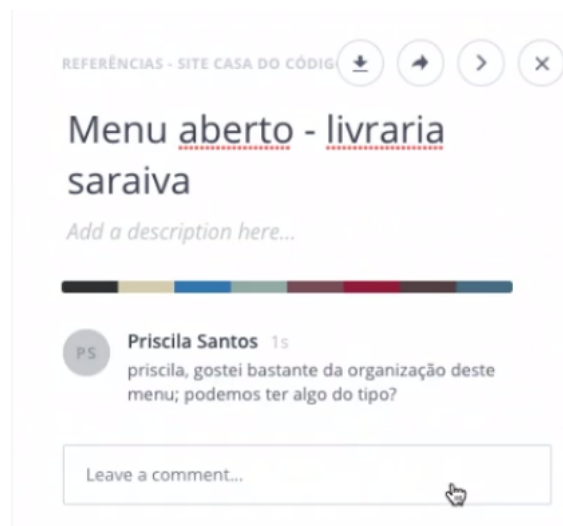 REFERÊNCIAS - SITE CASA DO CÓDIG
Menu aberto - livraria
saraiva
Add a description here...
PS
Priscila Santos 1s
priscila, gostei bastante da organização deste
menu; podemos ter algo do tipo?
Leave a comment...